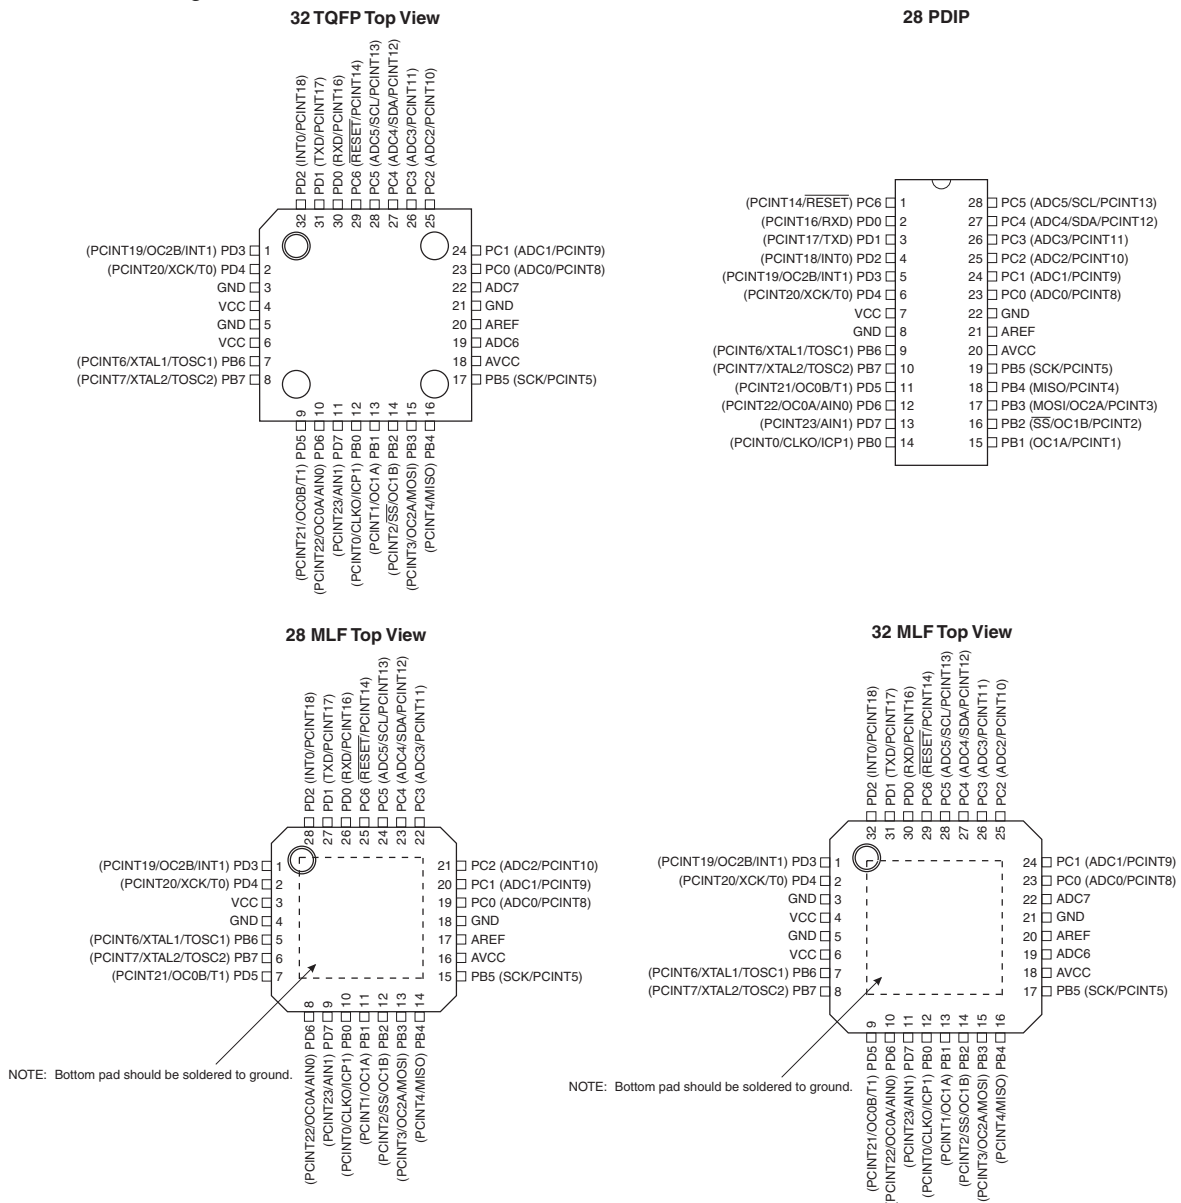 32 TQFP Top View
32 PD2 (INT0/PCINT18)
31 PD1 (TXD/PCINT17)
30 PD0 (RXD/PCINT16)
29 PC6 (RESET/PCINT14)
28 PC5 (ADC5/SCL/PCINT13)
27 PC4 (ADC4/SDA/PCINT12)
26 PC3 (ADC3/PCINT11)
25 PC2 (ADC2/PCINT10)
(PCINT19/OC2B/INT1) PD3 1
(PCINT20/XCK/T0) PD4 2
GND 3
VCC 4
GND 5
VCC 6
(PCINT6/XTAL1/TOSC1) PB6 7
(PCINT7/XTAL2/TOSC2) PB7 8
24 PC1 (ADC1/PCINT9)
23 PC0 (ADC0/PCINT8)
22 ADC7
21 GND
20 AREF
19 ADC6
18 AVCC
17 PB5 (SCK/PCINT5)
(PCINT21/OC0B/T1) PD5 9
(PCINT22/OC0A/AIN0) PD6 10
(PCINT23/AIN1) PD7 11
(PCINT0/CLKO/ICP1) PB0 12
(PCINT1/OC1A) PB1 13
(PCINT2/SS/OC1B) PB2 14
(PCINT3/OC2A/MOSI) PB3 15
(PCINT4/MISO) PB4 16
28 PDIP
(PCINT14/RESET) PC6 1
(PCINT16/RXD) PD0 2
(PCINT17/TXD) PD1 3
(PCINT18/INT0) PD2 4
(PCINT19/OC2B/INT1) PD3 5
(PCINT20/XCK/T0) PD4 6
VCC 7
GND 8
(PCINT6/XTAL1/TOSC1) PB6 9
(PCINT7/XTAL2/TOSC2) PB7 10
(PCINT21/OC0B/T1) PD5 11
(PCINT22/OC0A/AIN0) PD6 12
(PCINT23/AIN1) PD7 13
(PCINT0/CLKO/ICP1) PB0 14
28 PC5 (ADC5/SCL/PCINT13)
27 PC4 (ADC4/SDA/PCINT12)
26 PC3 (ADC3/PCINT11)
25 PC2 (ADC2/PCINT10)
24 PC1 (ADC1/PCINT9)
23 PC0 (ADC0/PCINT8)
22 GND
21 AREF
20 AVCC
19 PB5 (SCK/PCINT5)
18 PB4 (MISO/PCINT4)
17 PB3 (MOSI/OC2A/PCINT3)
16 PB2 (SS/OC1B/PCINT2)
15 PB1 (OC1A/PCINT1)
28 MLF Top View
28 PD2 (INT0/PCINT18)
27 PD1 (TXD/PCINT17)
26 PD0 (RXD/PCINT16)
25 PC6 (RESET/PCINT14)
24 PC5 (ADC5/SCL/PCINT13)
23 PC4 (ADC4/SDA/PCINT12)
22 PC3 (ADC3/PCINT11)
(PCINT19/OC2B/INT1) PD3 1
(PCINT20/XCK/T0) PD4 2
VCC 3
GND 4
(PCINT6/XTAL1/TOSC1) PB6 5
(PCINT7/XTAL2/TOSC2) PB7 6
(PCINT21/OC0B/T1) PD5 7
21 PC2 (ADC2/PCINT10)
20 PC1 (ADC1/PCINT9)
19 PC0 (ADC0/PCINT8)
18 GND
17 AREF
16 AVCC
15 PB5 (SCK/PCINT5)
(PCINT22/OC0A/AIN0) PD6 8
(PCINT23/AIN1) PD7 9
(PCINT0/CLKO/ICP1) PB0 10
(PCINT1/OC1A) PB1 11
(PCINT2/SS/OC1B) PB2 12
(PCINT3/OC2A/MOSI) PB3 13
(PCINT4/MISO) PB4 14
NOTE: Bottom pad should be soldered to ground.
32 MLF Top View
32 PD2 (INT0/PCINT18)
31 PD1 (TXD/PCINT17)
30 PD0 (RXD/PCINT16)
29 PC6 (RESET/PCINT14)
28 PC5 (ADC5/SCL/PCINT13)
27 PC4 (ADC4/SDA/PCINT12)
26 PC3 (ADC3/PCINT11)
25 PC2 (ADC2/PCINT10)
(PCINT19/OC2B/INT1) PD3 1
(PCINT20/XCK/T0) PD4 2
GND 3
VCC 4
GND 5
VCC 6
(PCINT6/XTAL1/TOSC1) PB6 7
(PCINT7/XTAL2/TOSC2) PB7 8
24 PC1 (ADC1/PCINT9)
23 PC0 (ADC0/PCINT8)
22 ADC7
21 GND
20 AREF
19 ADC6
18 AVCC
17 PB5 (SCK/PCINT5)
(PCINT21/OC0B/T1) PD5 9
(PCINT22/OC0A/AIN0) PD6 10
(PCINT23/AIN1) PD7 11
(PCINT0/CLKO/ICP1) PB0 12
(PCINT1/OC1A) PB1 13
(PCINT2/SS/OC1B) PB2 14
(PCINT3/OC2A/MOSI) PB3 15
(PCINT4/MISO) PB4 16
NOTE: Bottom pad should be soldered to ground.